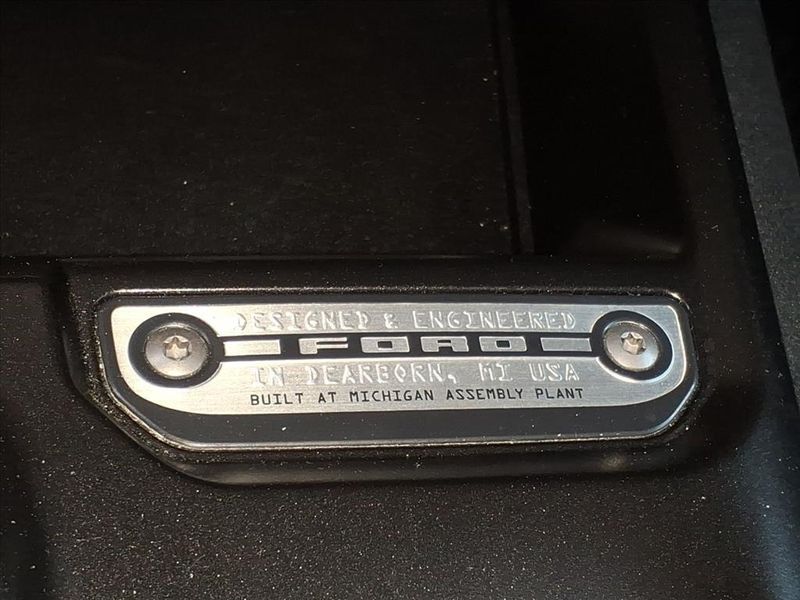 DESIGNED & ENGINEERED
FORD
IN DEARBORN, MI USA
BUILT AT MICHIGAN ASSEMBLY PLANT